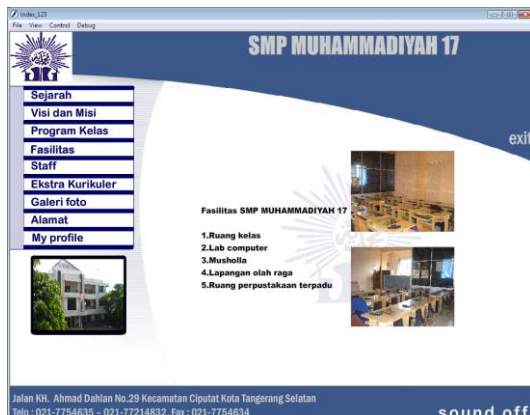 index_123
File View Control Debug
SMP MUHAMMADIYAH 17
exit
Sejarah
Visi dan Misi
Program Kelas
Fasilitas
Staff
Ekstra Kurikuler
Galeri foto
Alamat
My profile
Fasilitas SMP MUHAMMADIYAH 17
1.Ruang kelas
2.Lab computer
3.Musholla
4.Lapangan olah raga
5.Ruang perpustakaan terpadu
Jalan KH. Ahmad Dahlan No.29 Kecamatan Ciputat Kota Tangerang Selatan
Telp : 021-7754635 – 021-77214832, Fax : 021-7754634
sound off